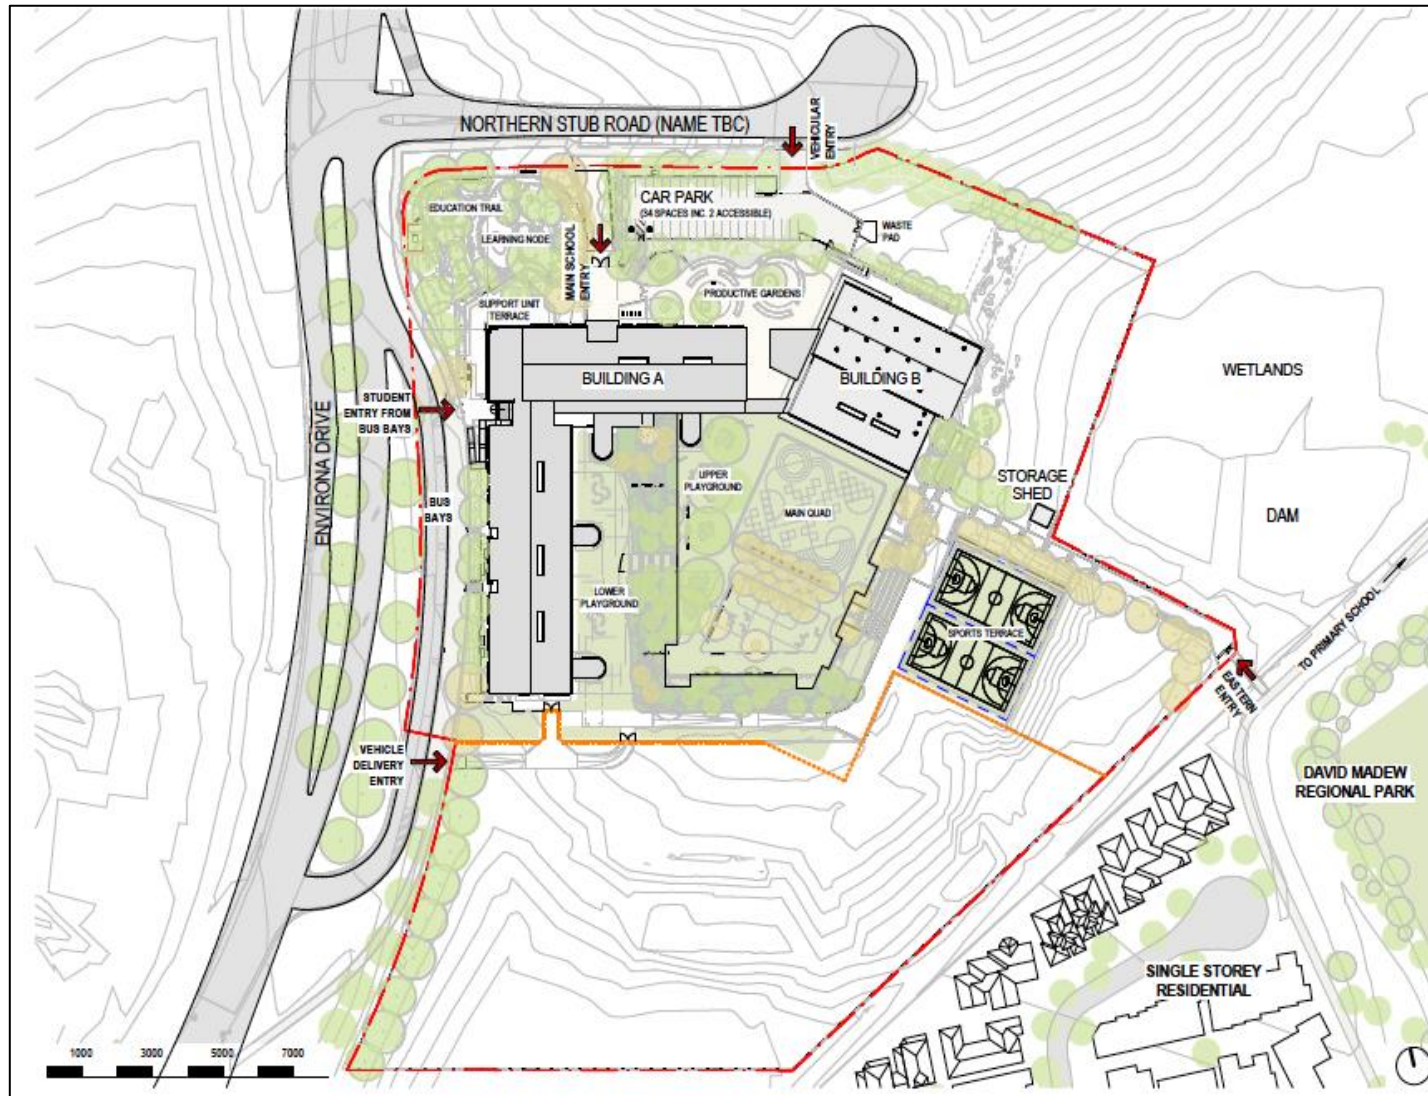 NORTHERN STUB ROAD (NAME TBC)
VEHICULAR
ENTRY
EDUCATION TRAIL
LEARNING NODE
MAIN SCHOOL
ENTRY
CAR PARK
(34 SPACES INC. 2 ACCESSIBLE)
WASTE
PAD
SUPPORT UNIT
TERRACE
PRODUCTIVE GARDENS
BUILDING A
BUILDING B
WETLANDS
STUDENT
ENTRY FROM
BUS BAYS
ENVIRONA DRIVE
BUS
BAYS
UPPER
PLAYGROUND
MAIN QUAD
STORAGE
SHED
DAM
LOWER
PLAYGROUND
SPORTS TERRACE
TO PRIMARY SCHOOL
EASTERN
ENTRY
VEHICLE
DELIVERY
ENTRY
DAVID MADEW
REGIONAL PARK
SINGLE STOREY
RESIDENTIAL
1000 3000 5000 7000